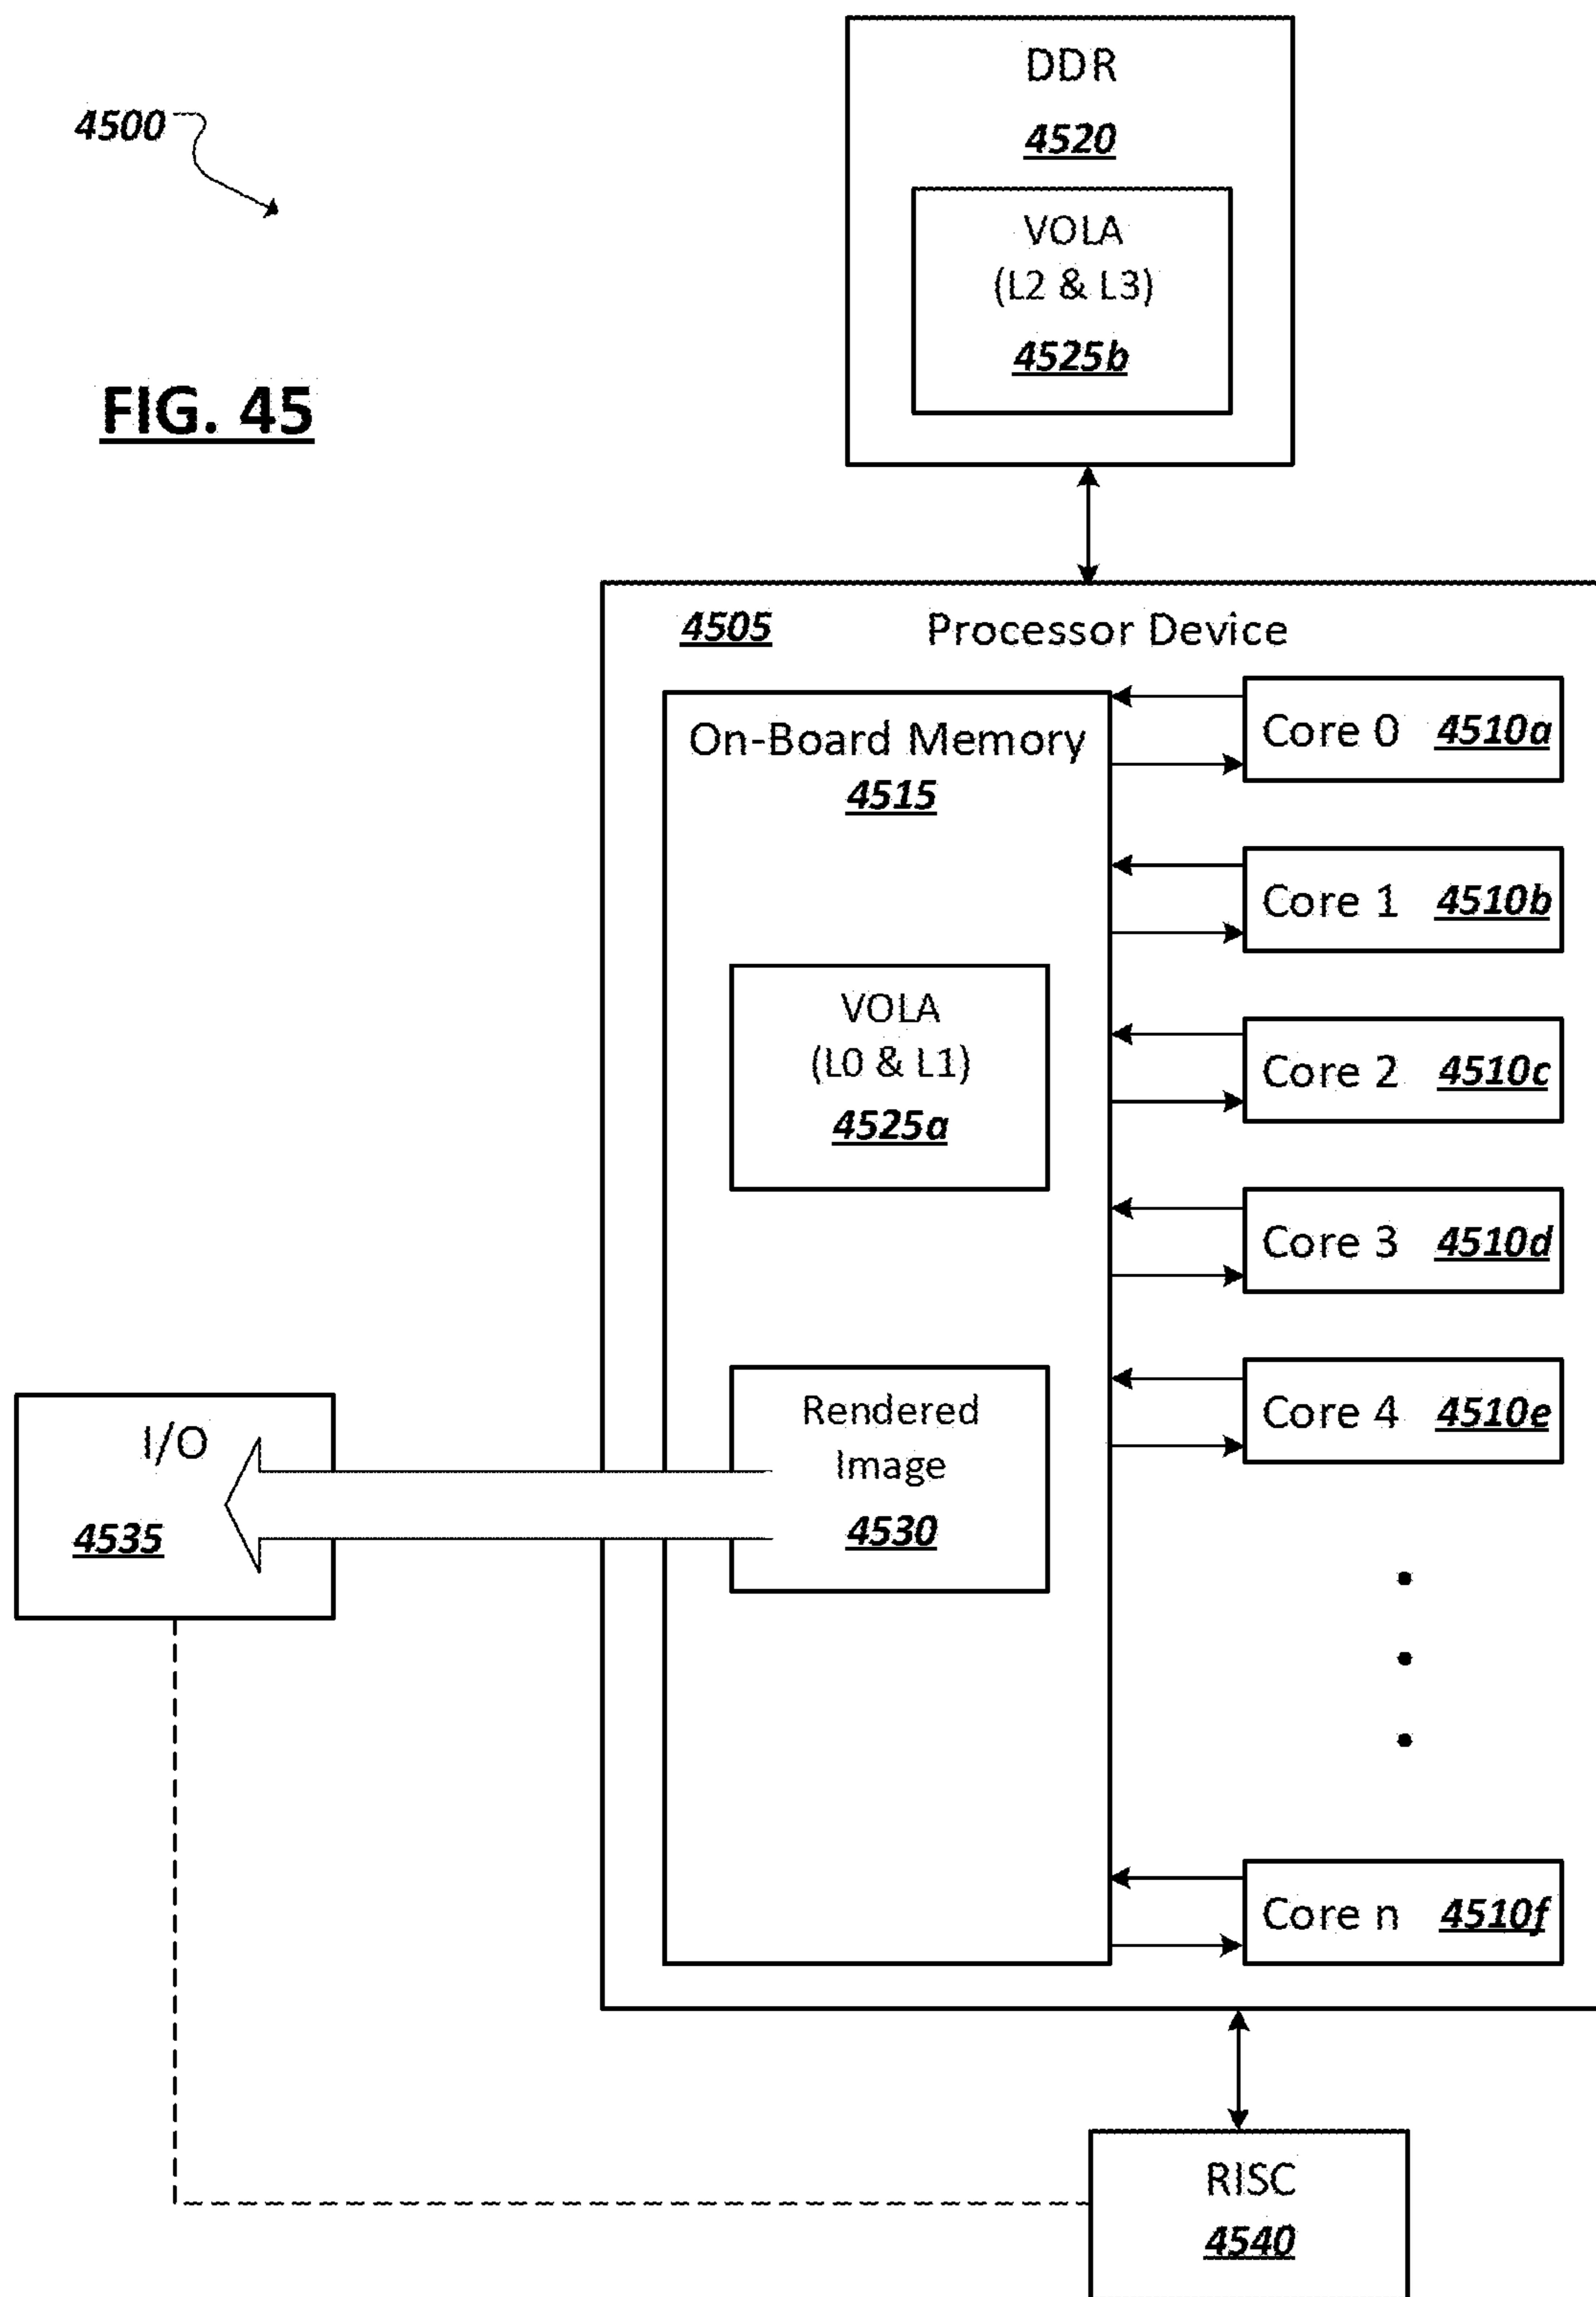 4500
FIG. 45
DDR
4520
VOLA
(L2 & L3)
4525b
4505 Processor Device
On-Board Memory
4515
VOLA
(L0 & L1)
4525a
Rendered
Image
4530
Core 0 4510a
Core 1 4510b
Core 2 4510c
Core 3 4510d
Core 4 4510e
Core n 4510f
I/O
4535
RISC
4540